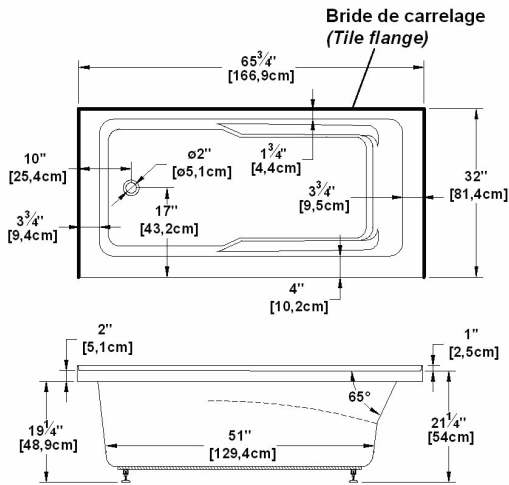 Bride de carrelage
(Tile flange)
65¾"
[166,9cm]
10"
[25,4cm]
ø2"
[ø5,1cm]
1¾"
[4,4cm]
32"
[81,4cm]
3¾"
[9,5cm]
17"
[43,2cm]
3¾"
[9,4cm]
4"
[10,2cm]
2"
[5,1cm]
1"
[2,5cm]
65°
19¼"
[48,9cm]
51"
[129,4cm]
21¼"
[54cm]